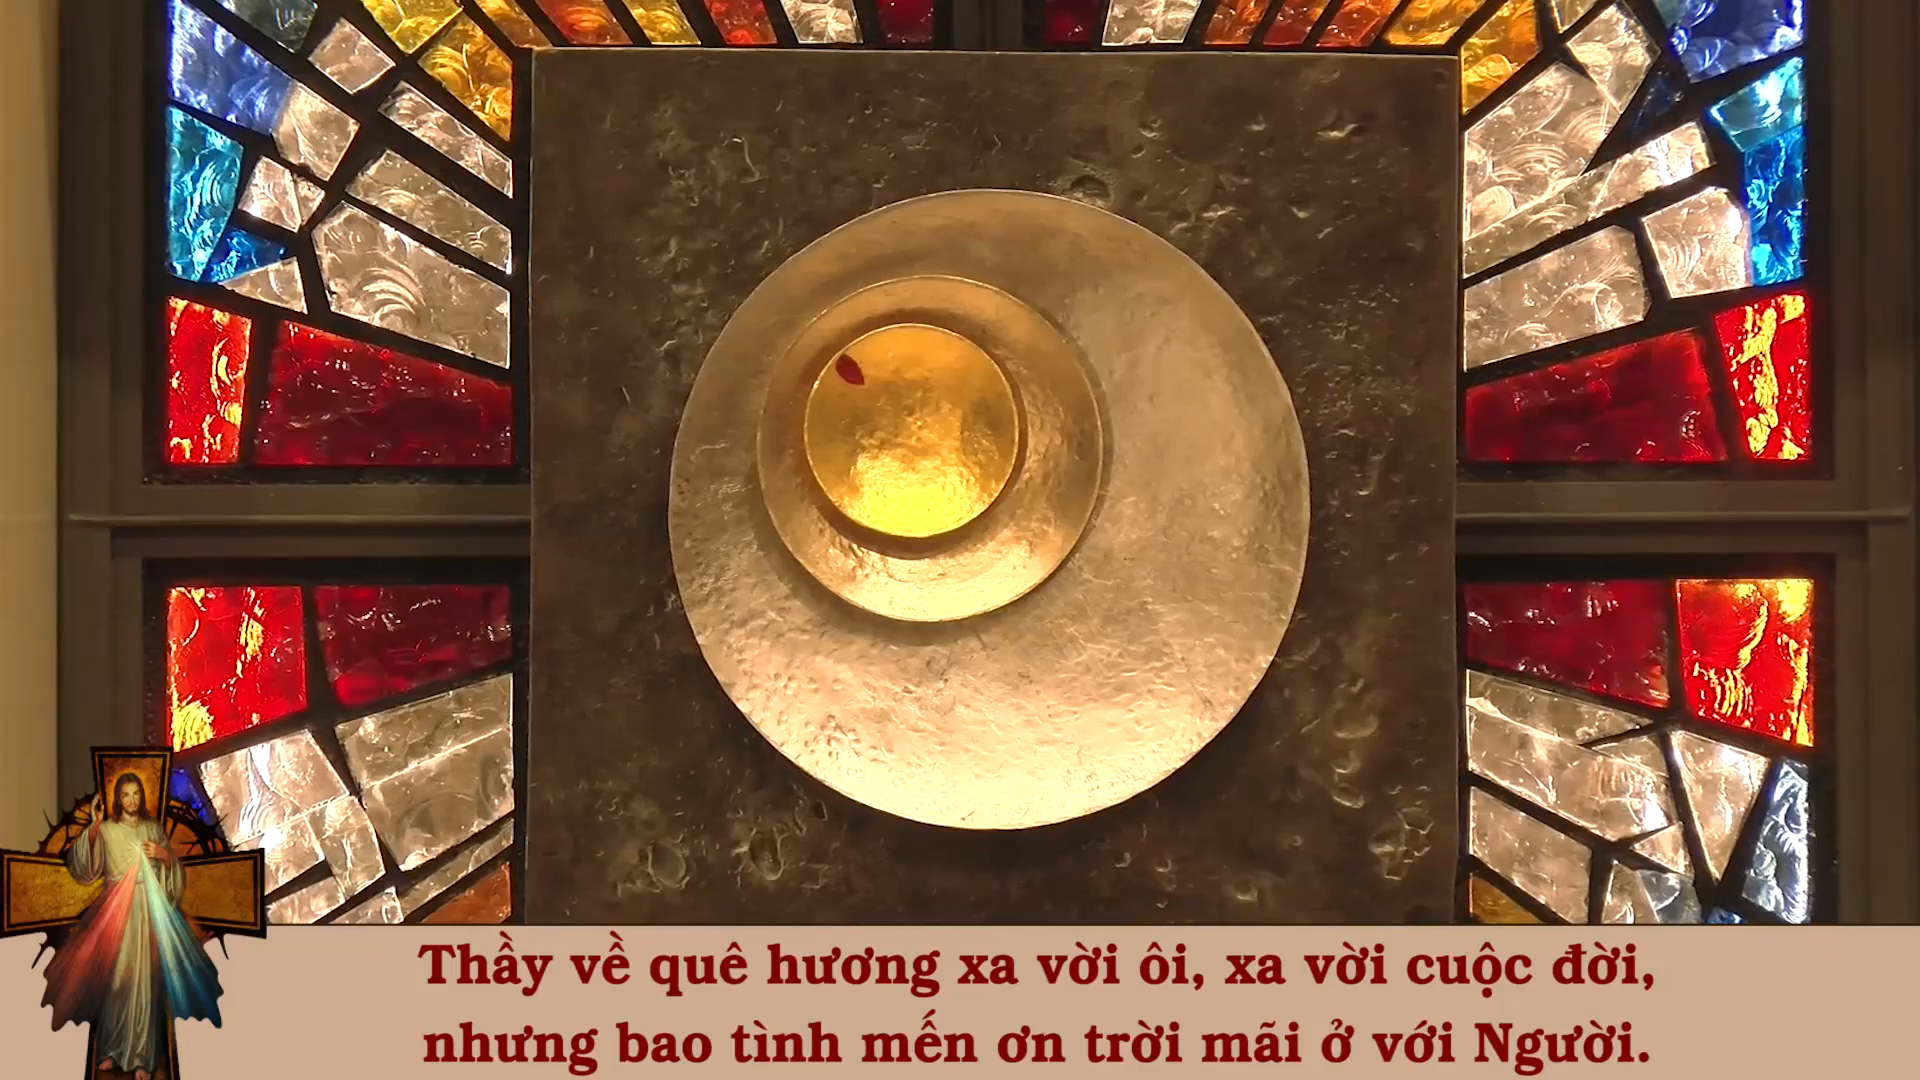 Thầy về quê hương xa vời ôi, xa vời cuộc đời,
nhưng bao tình mến ơn trời mãi ở với Người.